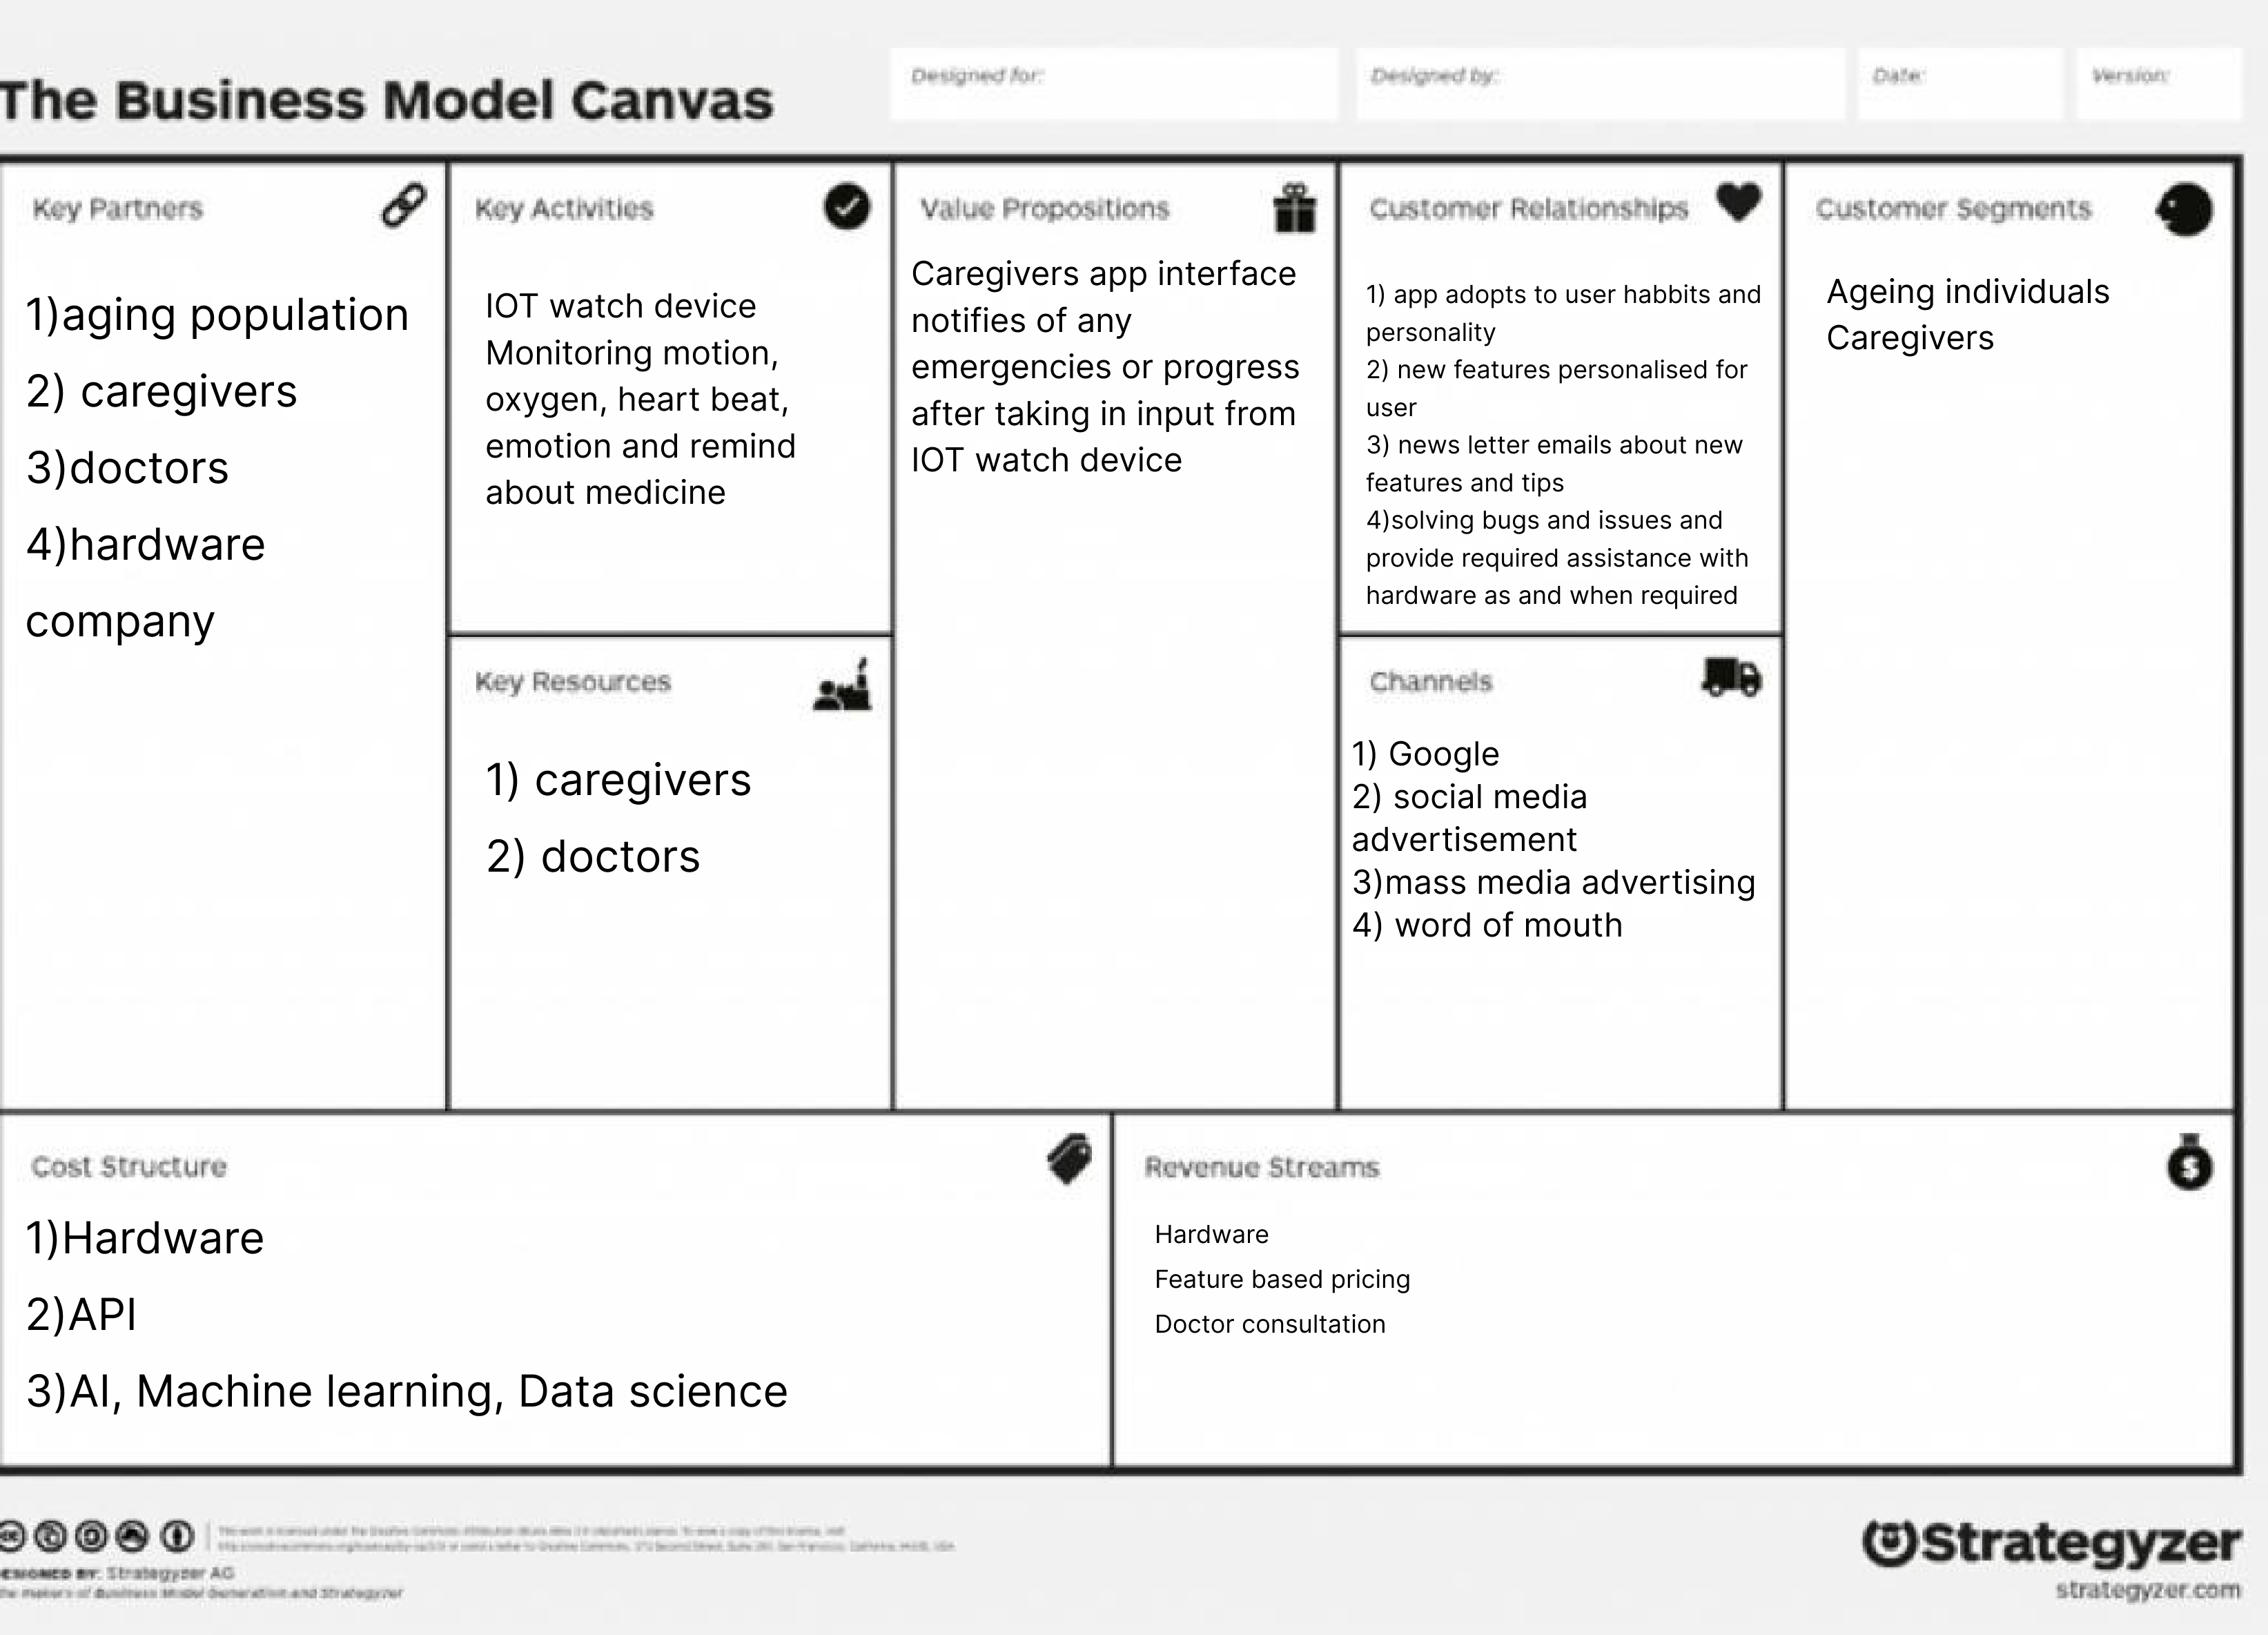 The Business Model Canvas
Designed for:
Designed by:
Date:
Version:
Key Partners
1)aging population
2) caregivers
3)doctors
4)hardware
company
Key Activities
IOT watch device
Monitoring motion,
oxygen, heart beat,
emotion and remind
about medicine
Key Resources
1) caregivers
2) doctors
Value Propositions
Caregivers app interface
notifies of any
emergencies or progress
after taking in input from
IOT watch device
Customer Relationships
1) app adopts to user habbits and
personality
2) new features personalised for
user
3) news letter emails about new
features and tips
4)solving bugs and issues and
provide required assistance with
hardware as and when required
Channels
1) Google
2) social media
advertisement
3)mass media advertising
4) word of mouth
Customer Segments
Ageing individuals
Caregivers
Cost Structure
1)Hardware
2)API
3)AI, Machine learning, Data science
Revenue Streams
Hardware
Feature based pricing
Doctor consultation
DESIGNED BY: Strategyzer AG
The makers of Business Model Generation and Strategyzer
Strategyzer
strategyzer.com